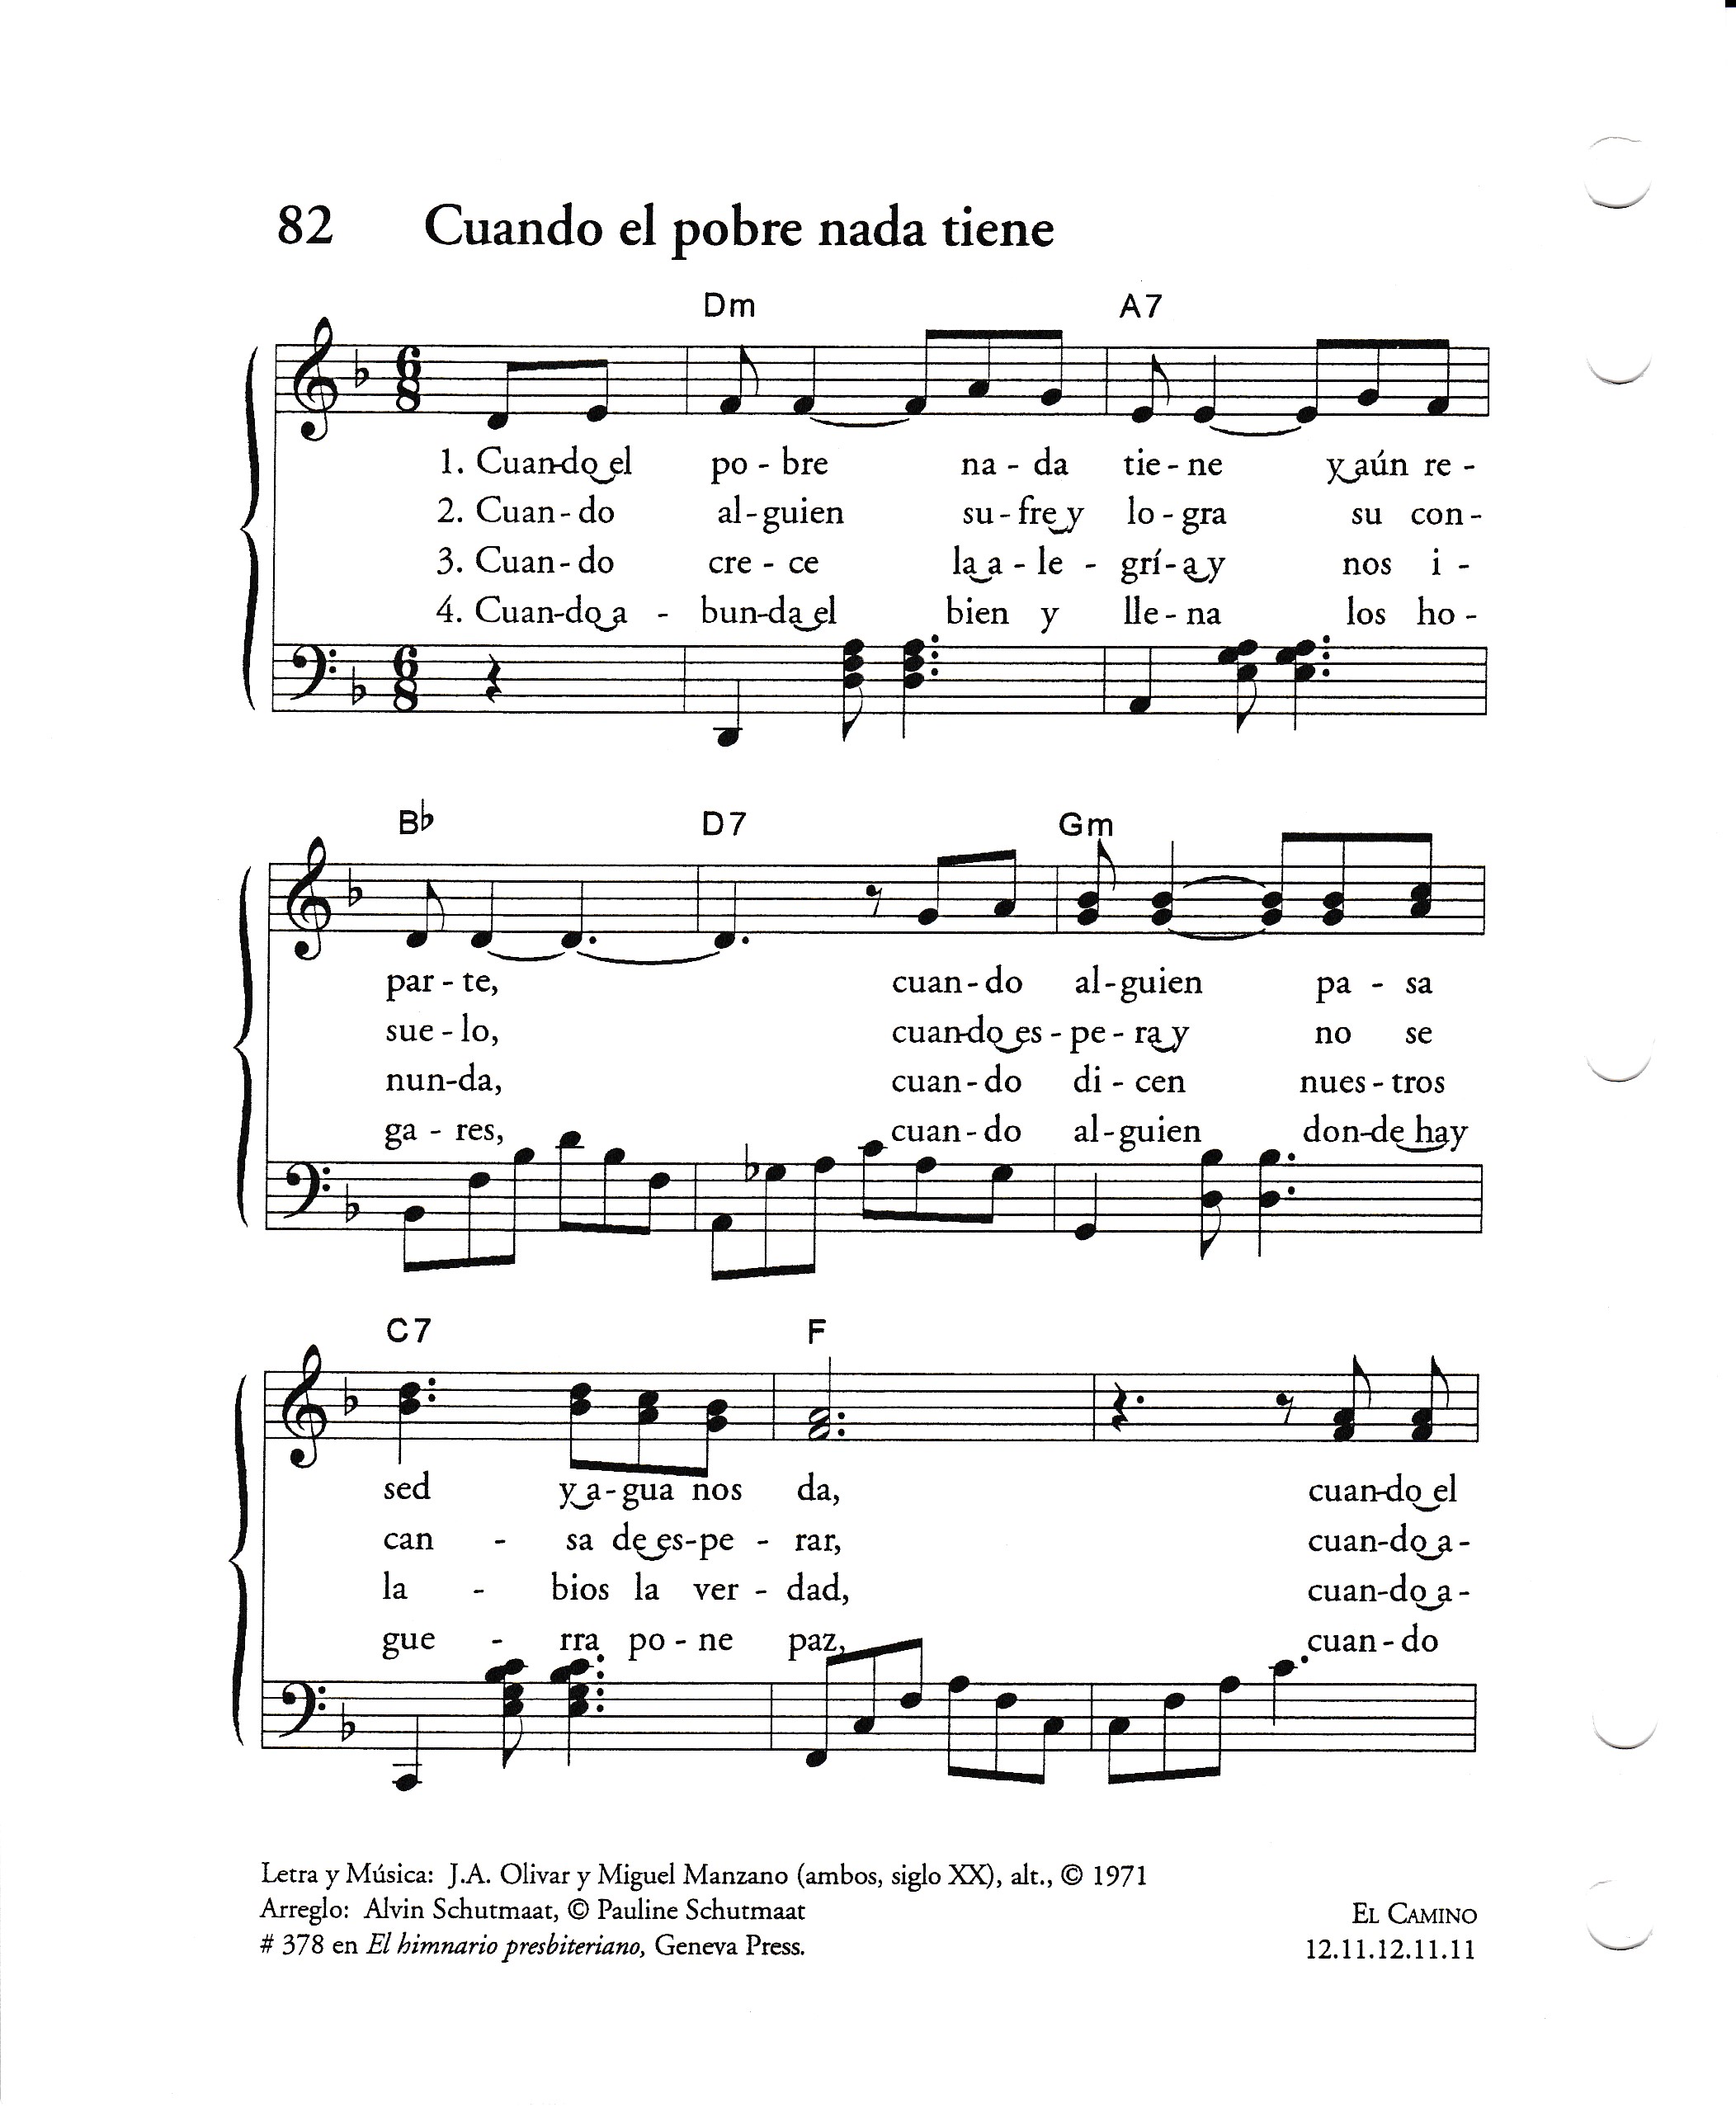 82 Cuando el pobre nada tiene
Dm A7
1. Cuan-do el po - bre na - da tie - ne y aún re -
2. Cuan - do al - guien su - fre y lo - gra su con -
3. Cuan - do cre - ce la a - le - grí - a y nos i -
4. Cuan-do a - bun-da el bien y lle - na los ho -
B♭ D7 Gm
par - te, cuan - do al - guien pa - sa
sue - lo, cuan-do es - pe - ra y no se
nun-da, cuan - do di - cen nues - tros
ga - res, cuan - do al - guien don-de hay
C7 F
sed y a - gua nos da, cuan-do el
can - sa de es-pe - rar, cuan-do a-
la - bios la ver - dad, cuan-do a-
gue - rra po - ne paz, cuan - do
Letra y Música: J.A. Olivar y Miguel Manzano (ambos, siglo XX), alt., © 1971
Arreglo: Alvin Schutmaat, © Pauline Schutmaat
# 378 en El himnario presbiteriano, Geneva Press.
EL CAMINO
12.11.12.11.11